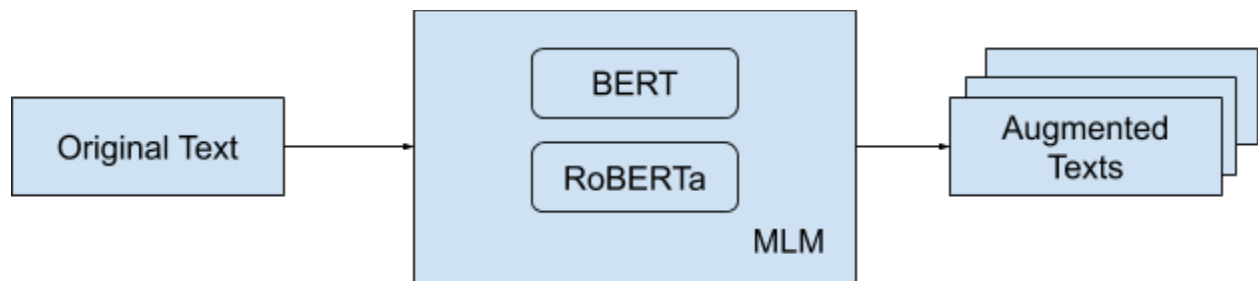 Original Text
BERT
RoBERTa
MLM
Augmented
Texts